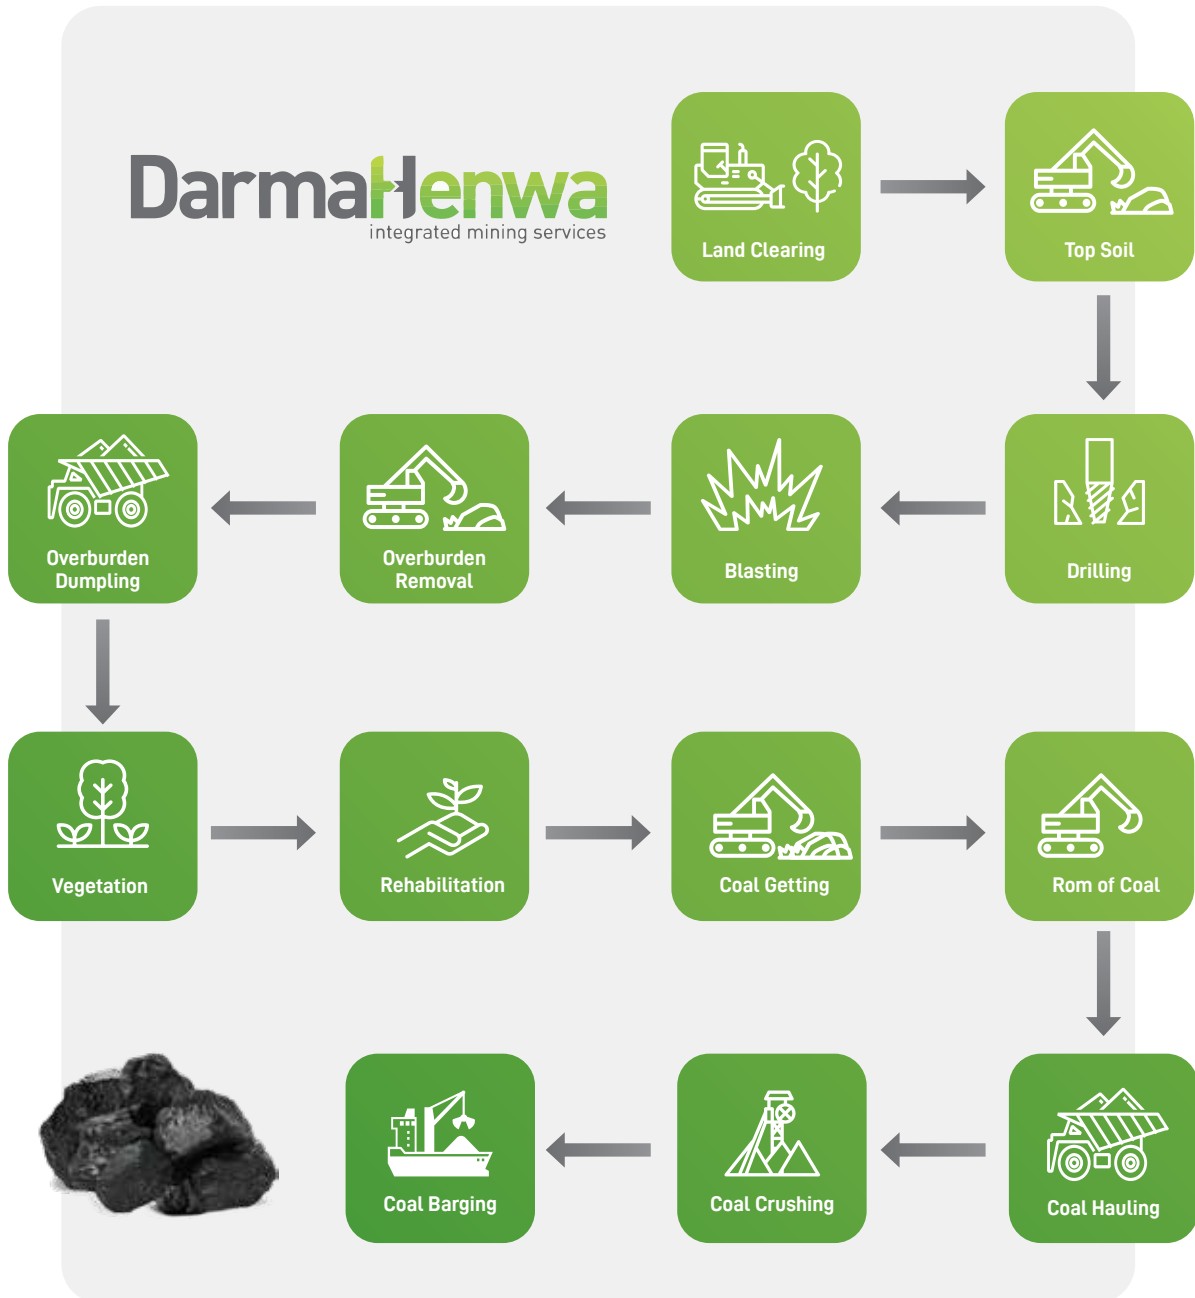 DarmaHenwa
integrated mining services
Land Clearing
Top Soil
Overburden
Dumpling
Overburden
Removal
Blasting
Drilling
Vegetation
Rehabilitation
Coal Getting
Rom of Coal
Coal Barging
Coal Crushing
Coal Hauling